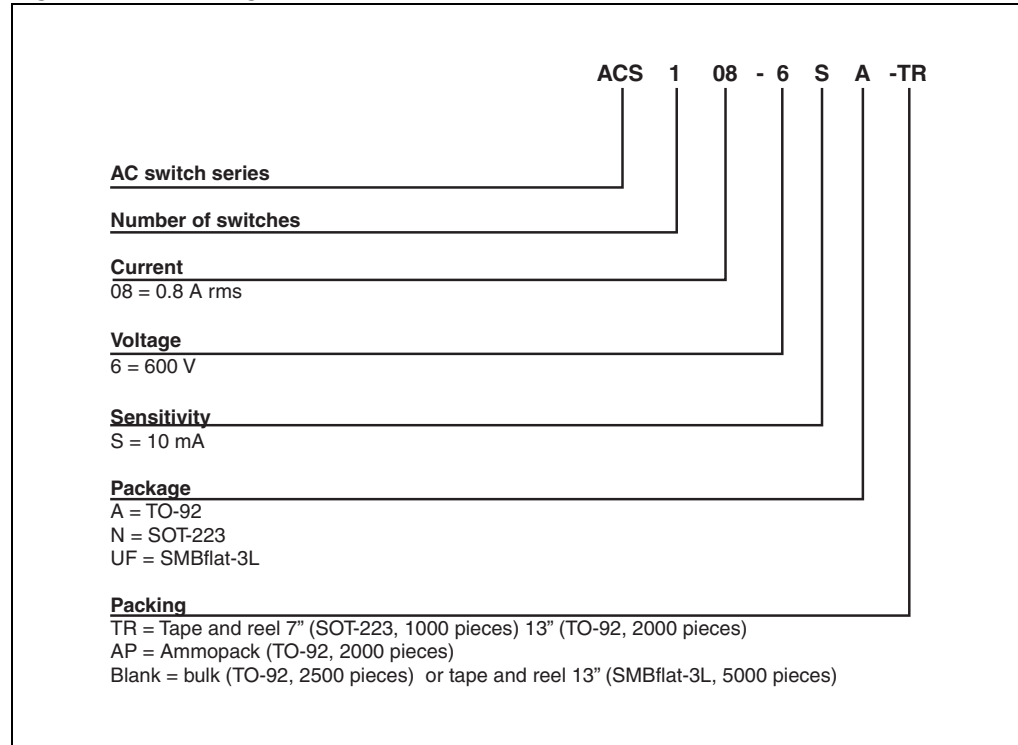 ACS 1 08 - 6 S A -TR
AC switch series
Number of switches
Current
08 = 0.8 A rms
Voltage
6 = 600 V
Sensitivity
S = 10 mA
Package
A = TO-92
N = SOT-223
UF = SMBflat-3L
Packing
TR = Tape and reel 7” (SOT-223, 1000 pieces) 13” (TO-92, 2000 pieces)
AP = Ammopack (TO-92, 2000 pieces)
Blank = bulk (TO-92, 2500 pieces)  or tape and reel 13” (SMBflat-3L, 5000 pieces)